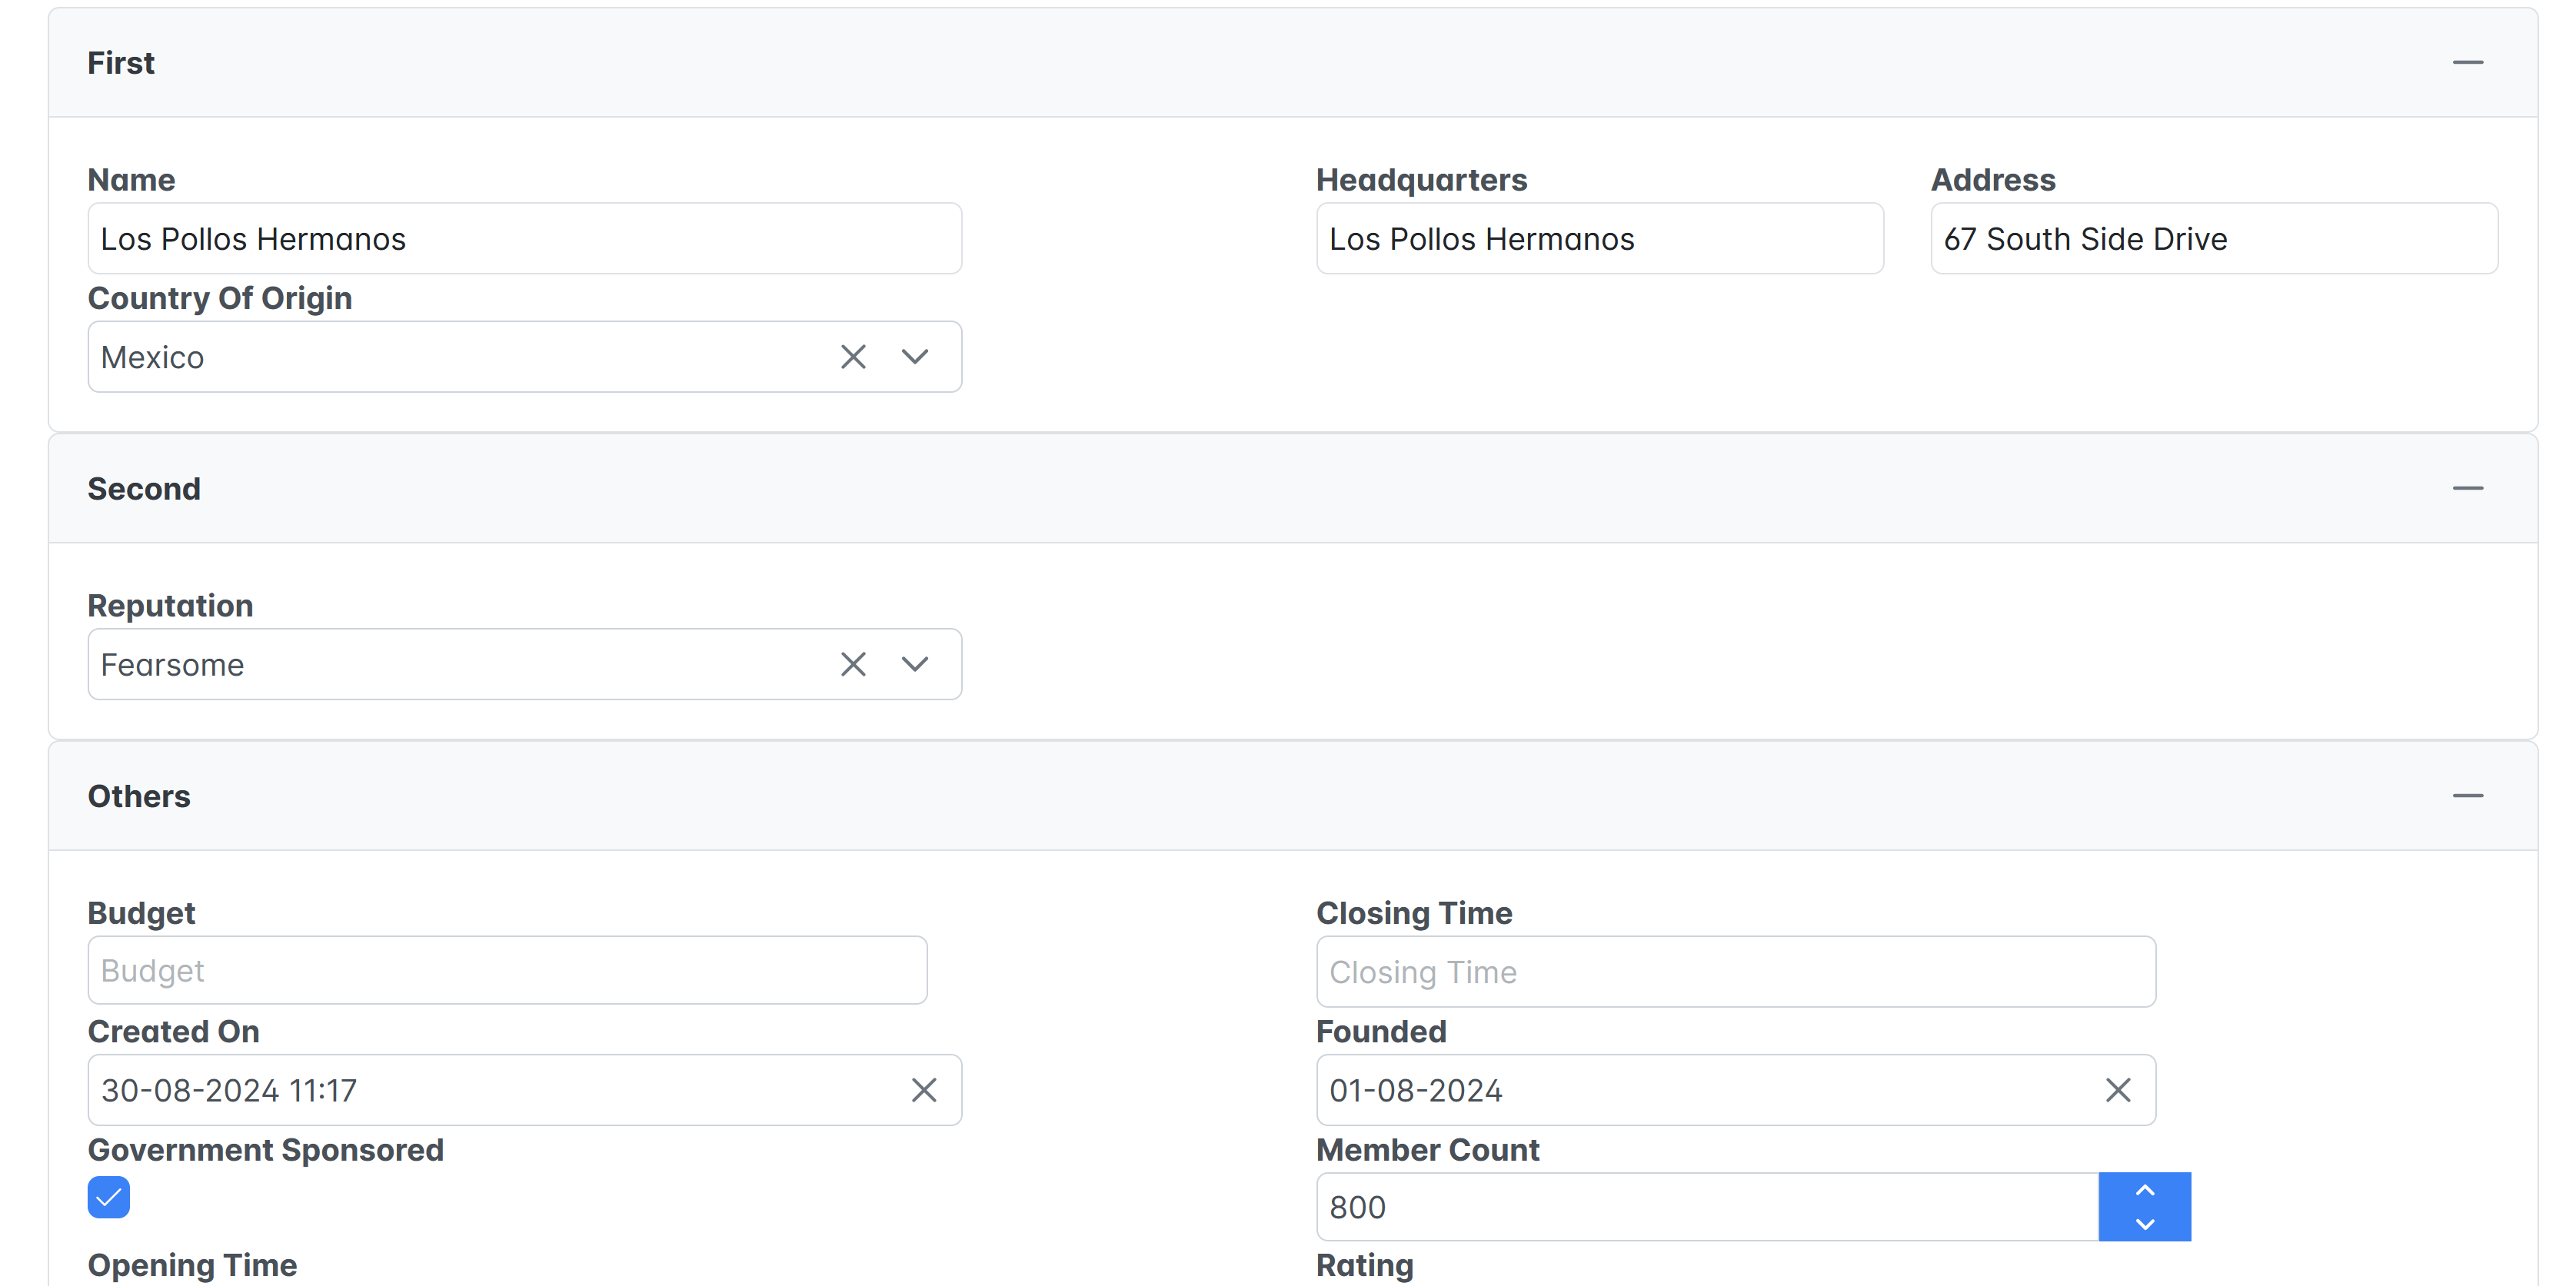 First
Name
Headquarters
Address
Los Pollos Hermanos
Los Pollos Hermanos
67 South Side Drive
Country Of Origin
Mexico
Second
Reputation
Fearsome
Others
Budget
Closing Time
Budget
Closing Time
Created On
Founded
30-08-2024 11:17
01-08-2024
Government Sponsored
Member Count
800
Opening Time
Rating